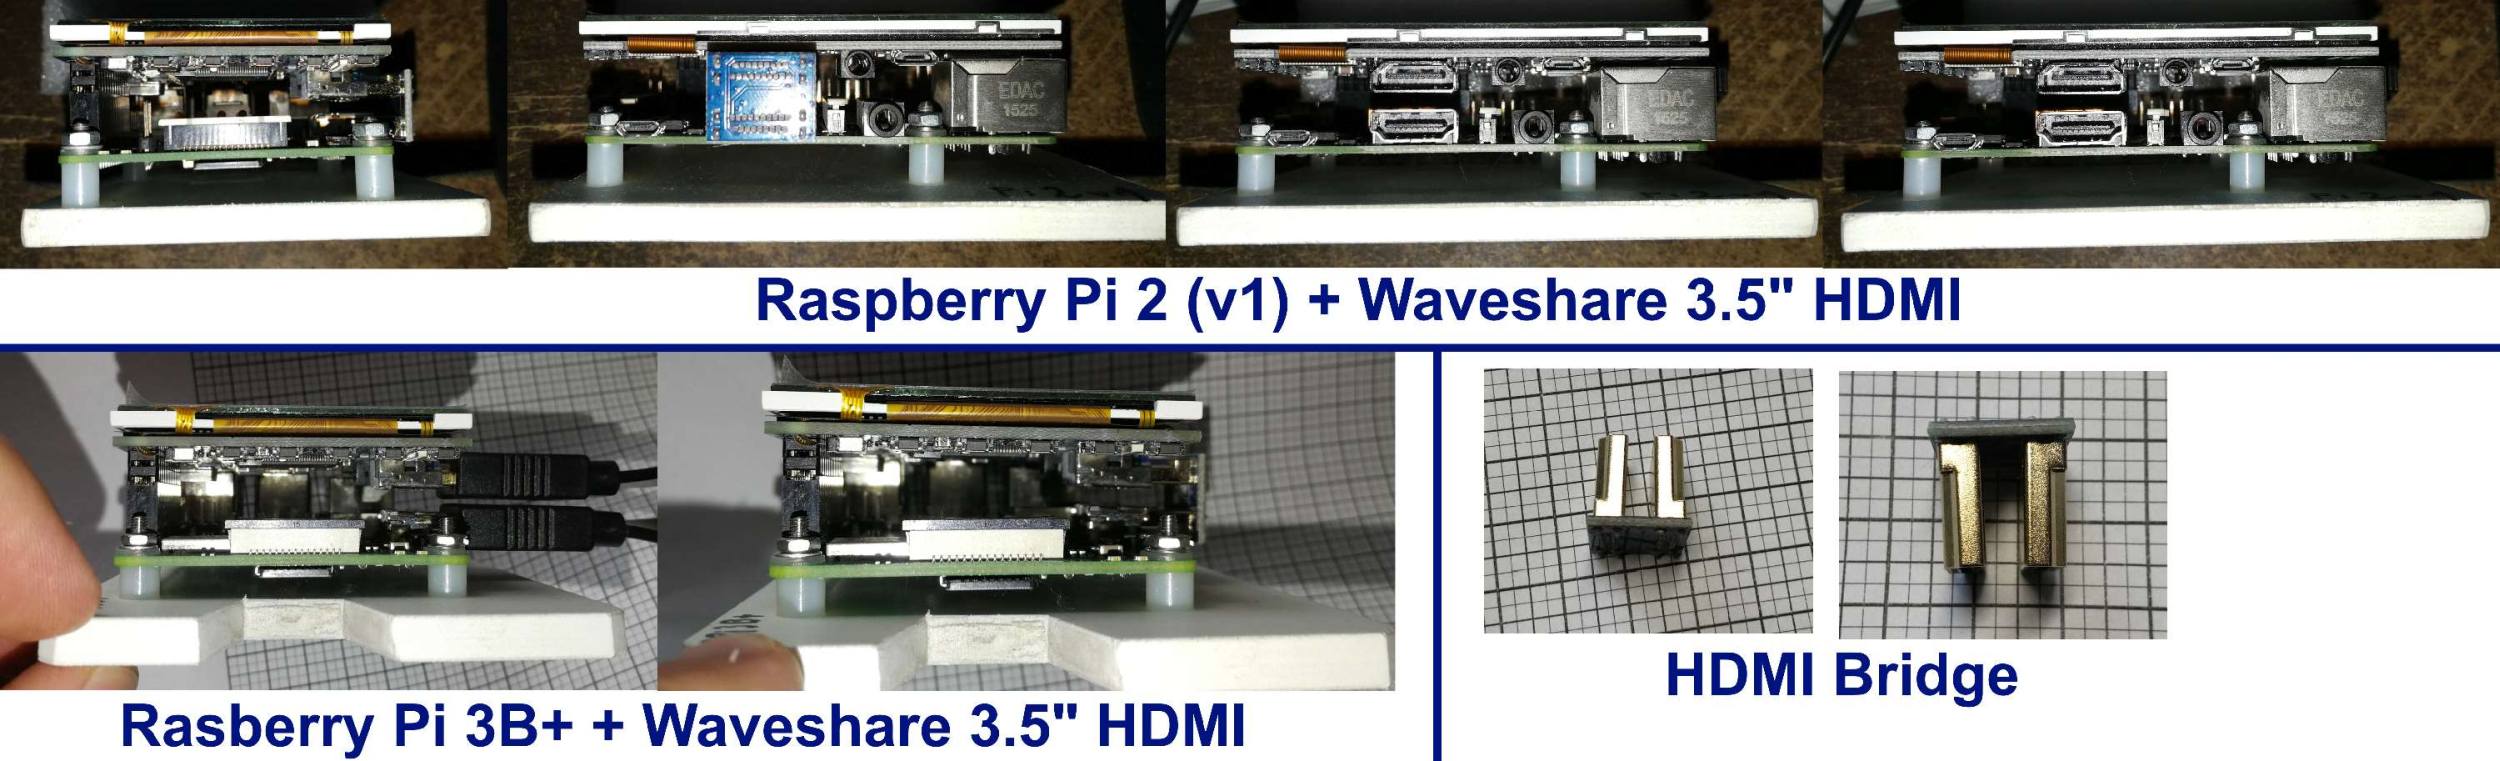 EDAC
1525
EDAC
1525
EDAC
Raspberry Pi 2 (v1) + Waveshare 3.5" HDMI
Rasberry Pi 3B+ + Waveshare 3.5" HDMI
HDMI Bridge